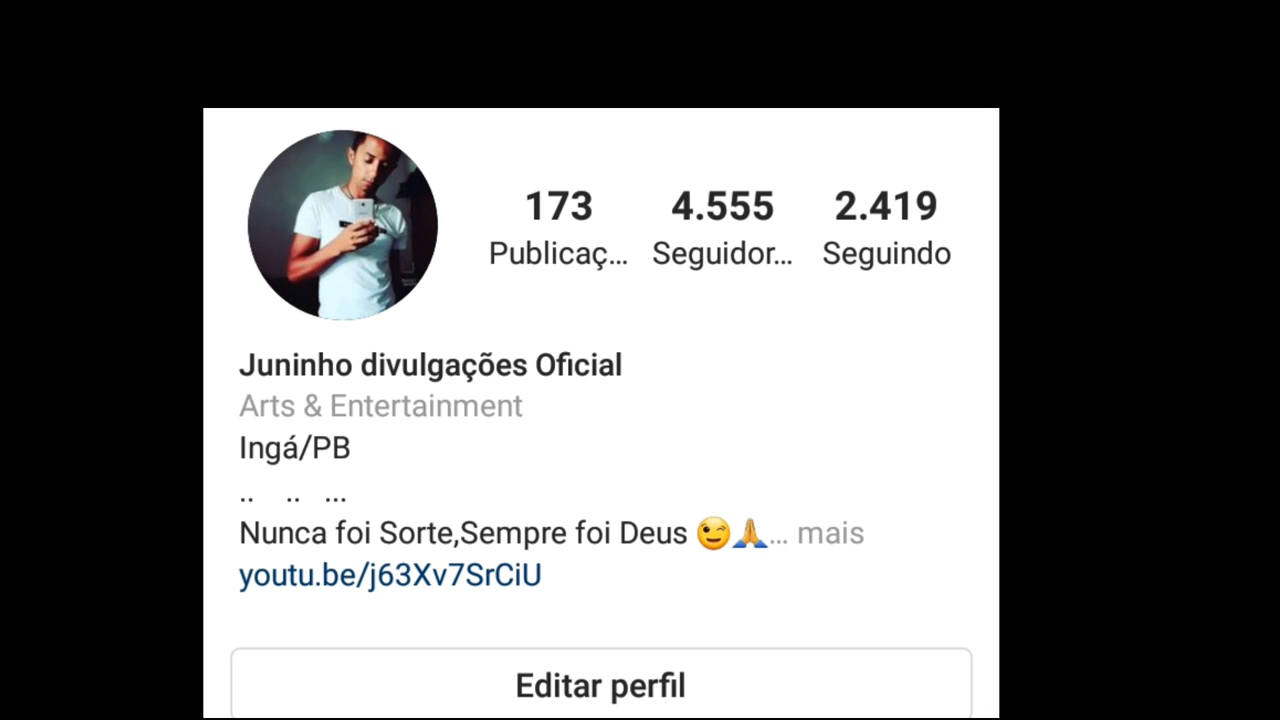 173 4.555 2.419
Publicaç... Seguidor... Seguindo
Juninho divulgações Oficial
Arts & Entertainment
Ingá/PB
.. .. ...
Nunca foi Sorte,Sempre foi Deus 😉🙏... mais
youtu.be/j63Xv7SrCiU
Editar perfil